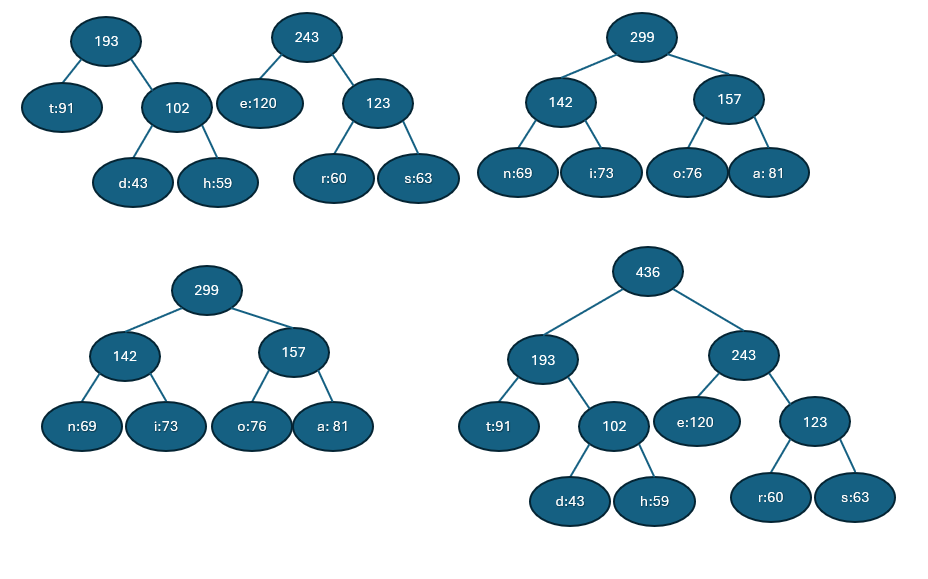 193
243
299
t:91
102
e:120
123
142
157
d:43
h:59
r:60
s:63
n:69
i:73
o:76
a: 81
299
436
142
157
193
243
n:69
i:73
o:76
a: 81
t:91
102
e:120
123
d:43
h:59
r:60
s:63